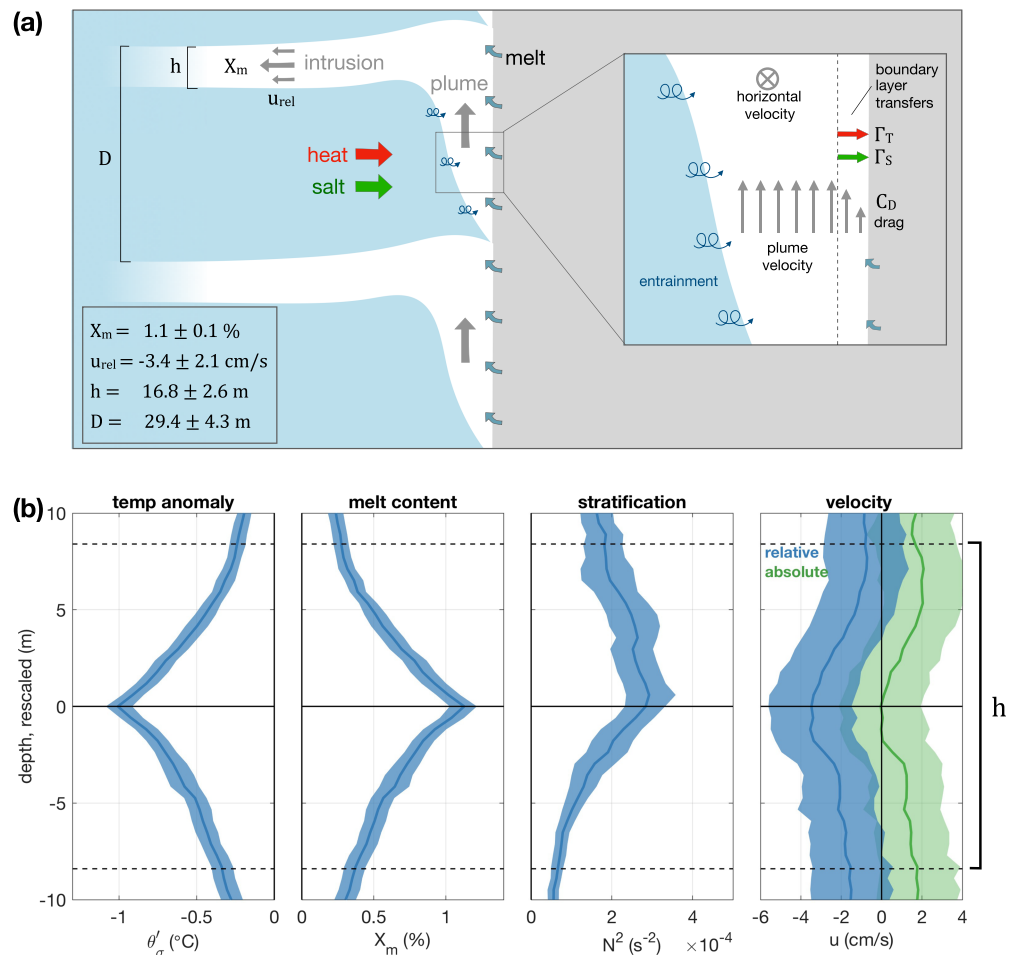 (a)
h
Xm
intrusion
urel
melt
plume
D
heat
salt
boundary
layer
transfers
horizontal
velocity
ΓT
ΓS
CD
drag
plume
velocity
entrainment
Xm = 1.1 ± 0.1 %
urel = -3.4 ± 2.1 cm/s
h = 16.8 ± 2.6 m
D = 29.4 ± 4.3 m
(b)
temp anomaly
melt content
stratification
velocity
relative
absolute
h
depth, rescaled (m)
10
5
0
-5
-10
-1 -0.5 0
θ′σ (°C)
0 0.5 1
Xm (%)
0 2 4
N² (s⁻²) ×10⁻⁴
-6 -4 -2 0 2 4
u (cm/s)